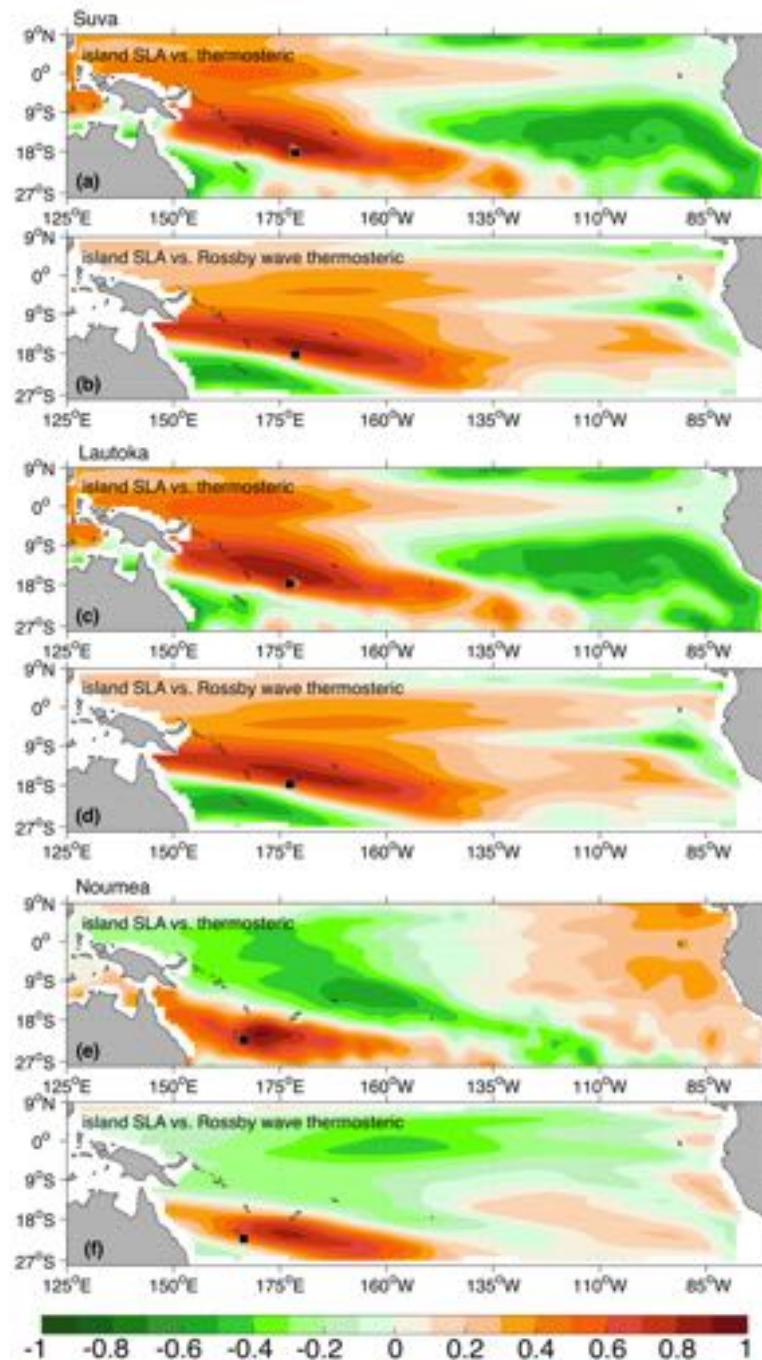 Suva
9°N
island SLA vs. thermosteric
0°
9°S
18°S
27°S
(a)
125°E 150°E 175°E 160°W 135°W 110°W 85°W
9°N
island SLA vs. Rossby wave thermosteric
0°
9°S
18°S
27°S
(b)
125°E 150°E 175°E 160°W 135°W 110°W 85°W
Lautoka
9°N
island SLA vs. thermosteric
0°
9°S
18°S
27°S
(c)
125°E 150°E 175°E 160°W 135°W 110°W 85°W
9°N
island SLA vs. Rossby wave thermosteric
0°
9°S
18°S
27°S
(d)
125°E 150°E 175°E 160°W 135°W 110°W 85°W
Noumea
9°N
island SLA vs. thermosteric
0°
9°S
18°S
27°S
(e)
125°E 150°E 175°E 160°W 135°W 110°W 85°W
9°N
island SLA vs. Rossby wave thermosteric
0°
9°S
18°S
27°S
(f)
125°E 150°E 175°E 160°W 135°W 110°W 85°W
-1 -0.8 -0.6 -0.4 -0.2 0 0.2 0.4 0.6 0.8 1